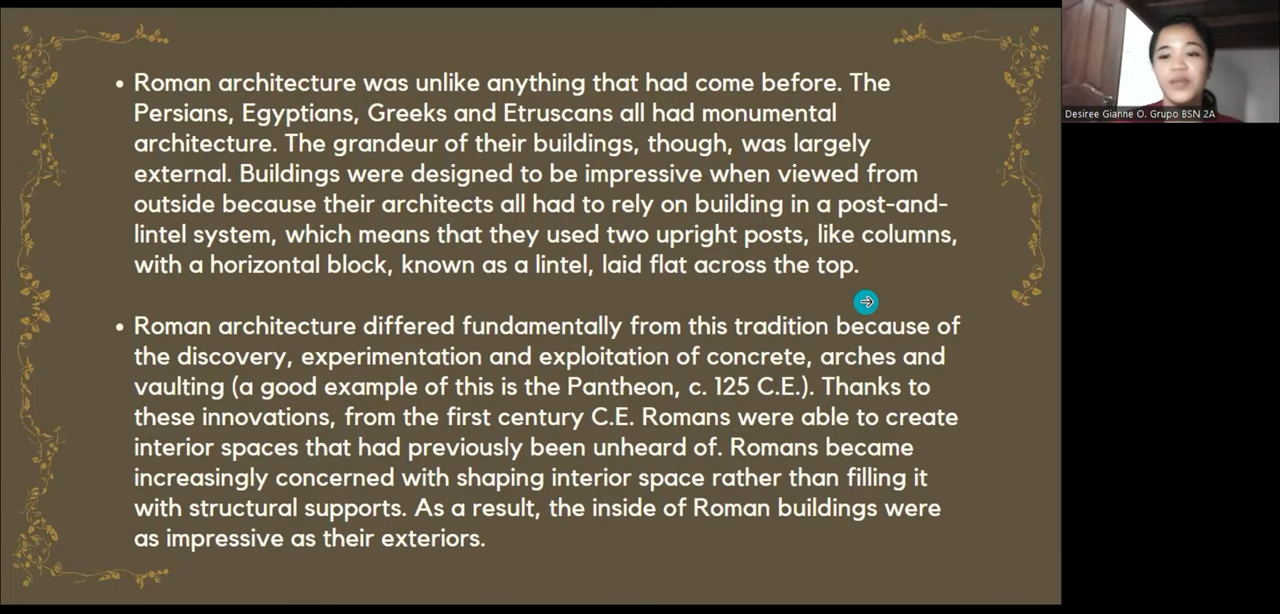 • Roman architecture was unlike anything that had come before. The
Persians, Egyptians, Greeks and Etruscans all had monumental
architecture. The grandeur of their buildings, though, was largely
external. Buildings were designed to be impressive when viewed from
outside because their architects all had to rely on building in a post-and-
lintel system, which means that they used two upright posts, like columns,
with a horizontal block, known as a lintel, laid flat across the top.
• Roman architecture differed fundamentally from this tradition because of
the discovery, experimentation and exploitation of concrete, arches and
vaulting (a good example of this is the Pantheon, c. 125 C.E.). Thanks to
these innovations, from the first century C.E. Romans were able to create
interior spaces that had previously been unheard of. Romans became
increasingly concerned with shaping interior space rather than filling it
with structural supports. As a result, the inside of Roman buildings were
as impressive as their exteriors.
Desiree Gianne O. Grupo BSN 2A